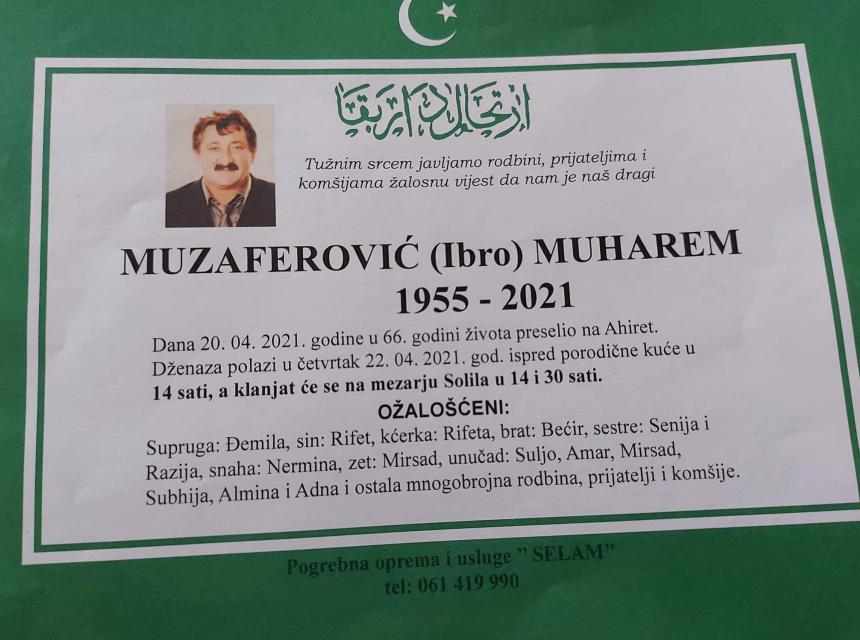 ارتحال دار بقا
Tužnim srcem javljamo rodbini, prijateljima i
komšijama žalosnu vijest da nam je naš dragi
MUZAFEROVIĆ (Ibro) MUHAREM
1955 - 2021
Dana 20. 04. 2021. godine u 66. godini života preselio na Ahiret.
Dženaza polazi u četvrtak 22. 04. 2021. god. ispred porodične kuće u
14 sati, a klanjat će se na mezarju Solila u 14 i 30 sati.
OŽALOŠĆENI:
Supruga: Đemila, sin: Rifet, kćerka: Rifeta, brat: Bećir, sestre: Senija i
Razija, snaha: Nermina, zet: Mirsad, unučad: Suljo, Amar, Mirsad,
Subhija, Almina i Adna i ostala mnogobrojna rodbina, prijatelji i komšije.
Pogrebna oprema i usluge ” SELAM”
tel: 061 419 990